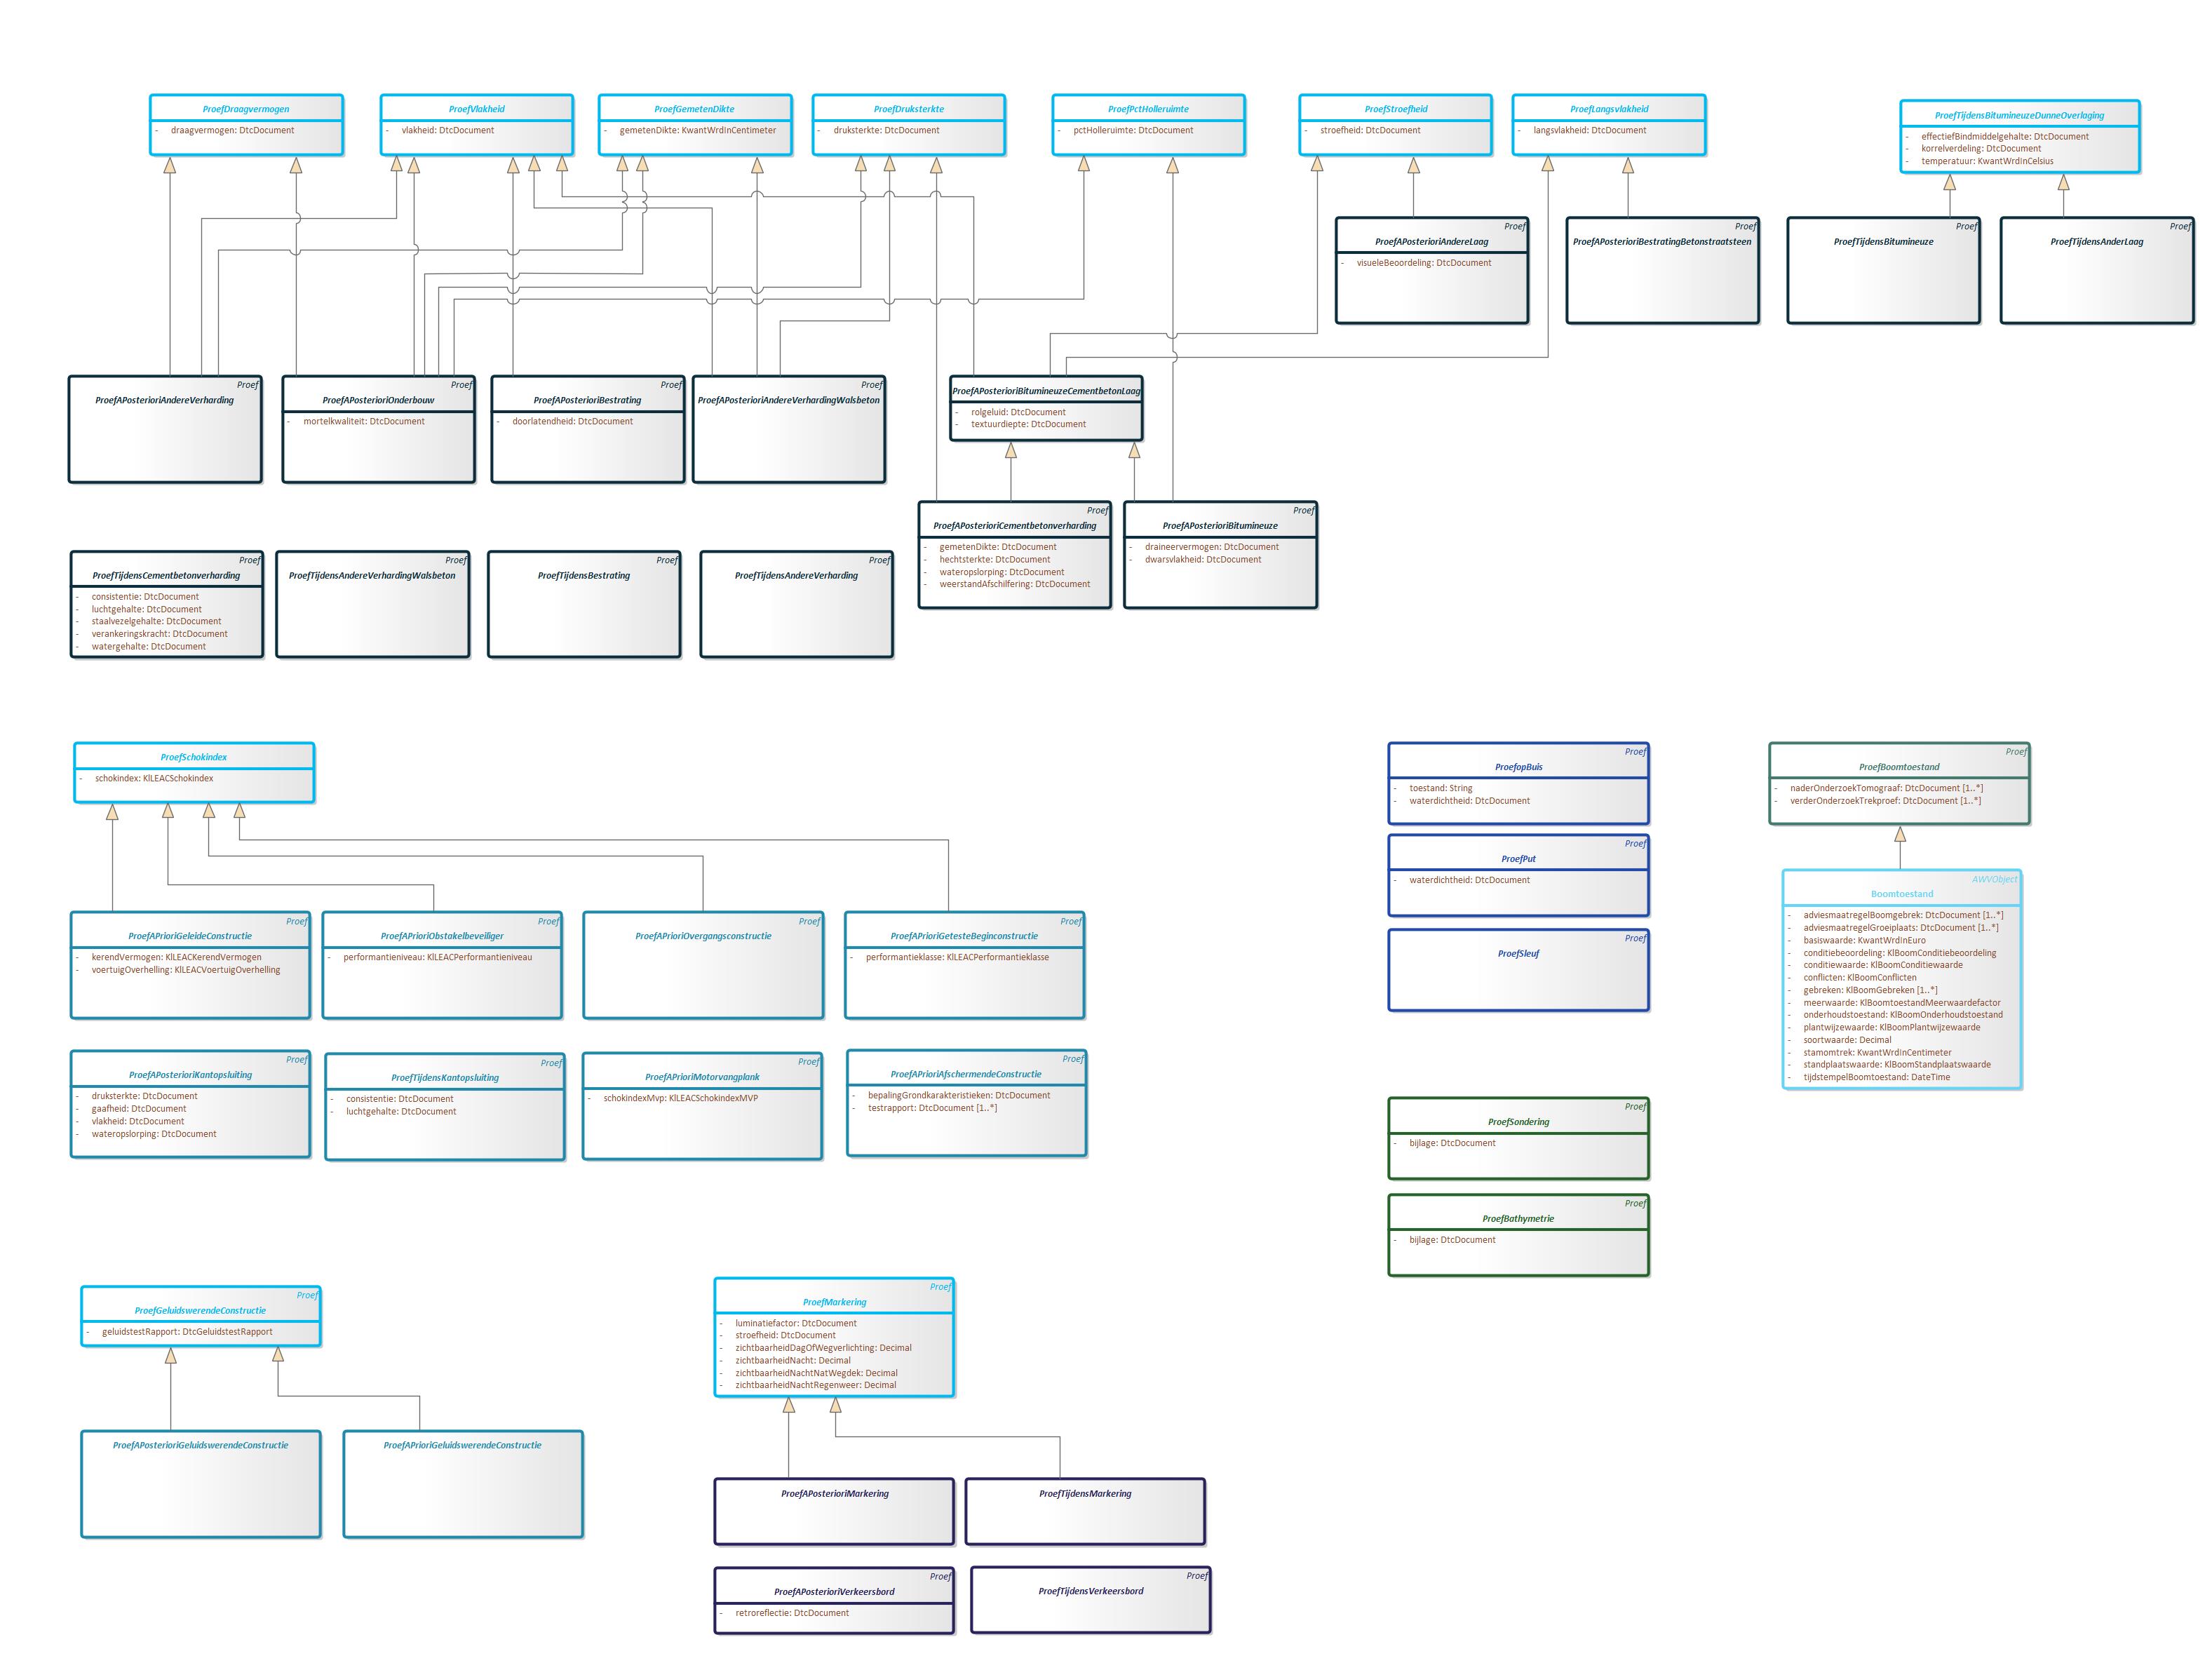 ProefDraagvermogen
- draagvermogen: DtcDocument
ProefVlakheid
- vlakheid: DtcDocument
ProefGemetenDikte
- gemetenDikte: KwantWrdInCentimeter
ProefDruksterkte
- druksterkte: DtcDocument
ProefPctHolleruimte
- pctHolleruimte: DtcDocument
ProefStroefheid
- stroefheid: DtcDocument
ProefLangsvlakheid
- langsvlakheid: DtcDocument
ProefTijdensBitumineuzeDunneOverlaging
- effectiefBindmiddelgehalte: DtcDocument
- korrelverdeling: DtcDocument
- temperatuur: KwantWrdInCelsius
Proef
ProefAPosterioriAndereLaag
- visueleBeoordeling: DtcDocument
Proef
ProefAPosterioriBestratingBetonstraatsteen
Proef
ProefTijdensBitumineuze
Proef
ProefTijdensAnderLaag
Proef
ProefAPosterioriAndereVerharding
Proef
ProefAPosterioriOnderbouw
- mortelkwaliteit: DtcDocument
Proef
ProefAPosterioriBestrating
- doorlatendheid: DtcDocument
Proef
ProefAPosterioriAndereVerhardingWalsbeton
ProefAPosterioriBitumineuzeCementbetonLaag
- rolgeluid: DtcDocument
- textuurdiepte: DtcDocument
Proef
ProefAPosterioriCementbetonverharding
- gemetenDikte: DtcDocument
- hechtsterkte: DtcDocument
- wateropslorping: DtcDocument
- weerstandAfschilfering: DtcDocument
Proef
ProefAPosterioriBitumineuze
- draineervermogen: DtcDocument
- dwarsvlakheid: DtcDocument
Proef
ProefTijdensCementbetonverharding
- consistentie: DtcDocument
- luchtgehalte: DtcDocument
- staalvezelgehalte: DtcDocument
- verankeringskracht: DtcDocument
- watergehalte: DtcDocument
Proef
ProefTijdensAndereVerhardingWalsbeton
Proef
ProefTijdensBestrating
Proef
ProefTijdensAndereVerharding
ProefSchokindex
- schokindex: KlLEACSchokindex
Proef
ProefAPrioriGeleideConstructie
- kerendVermogen: KlLEACKerendVermogen
- voertuigOverhelling: KlLEACVoertuigOverhelling
Proef
ProefAPrioriObstakelbeveiliger
- performantieniveau: KlLEACPerformantieniveau
Proef
ProefAPrioriOvergangsconstructie
Proef
ProefAPrioriGetesteBeginconstructie
- performantieklasse: KlLEACPerformantieklasse
Proef
ProefAPosterioriKantopsluiting
- druksterkte: DtcDocument
- gaafheid: DtcDocument
- vlakheid: DtcDocument
- wateropslorping: DtcDocument
Proef
ProefTijdensKantopsluiting
- consistentie: DtcDocument
- luchtgehalte: DtcDocument
Proef
ProefAPrioriMotorvangplank
- schokindexMvp: KlLEACSchokindexMVP
Proef
ProefAPrioriAfschermendeConstructie
- bepalingGrondkarakteristieken: DtcDocument
- testrapport: DtcDocument [1..*]
Proef
ProefopBuis
- toestand: String
- waterdichtheid: DtcDocument
Proef
ProefPut
- waterdichtheid: DtcDocument
Proef
ProefSleuf
Proef
ProefBoomtoestand
- naderOnderzoekTomograaf: DtcDocument [1..*]
- verderOnderzoekTrekproef: DtcDocument [1..*]
AWVObject
Boomtoestand
- adviesmaatregelBoomgebrek: DtcDocument [1..*]
- adviesmaatregelGroeiplaats: DtcDocument [1..*]
- basiswaarde: KwantWrdInEuro
- conditiebeoordeling: KlBoomConditiebeoordeling
- conditiewaarde: KlBoomConditiewaarde
- conflicten: KlBoomConflicten
- gebreken: KlBoomGebreken [1..*]
- meerwaarde: KlBoomtoestandMeerwaardefactor
- onderhoudstoestand: KlBoomOnderhoudstoestand
- plantwijzewaarde: KlBoomPlantwijzewaarde
- soortwaarde: Decimal
- stamomtrek: KwantWrdInCentimeter
- standplaatswaarde: KlBoomStandplaatswaarde
- tijdstempelBoomtoestand: DateTime
Proef
ProefSondering
- bijlage: DtcDocument
Proef
ProefBathymetrie
- bijlage: DtcDocument
Proef
ProefGeluidswerendeConstructie
- geluidstestRapport: DtcGeluidstestRapport
ProefAPosterioriGeluidswerendeConstructie
ProefAPrioriGeluidswerendeConstructie
Proef
ProefMarkering
- luminatiefactor: DtcDocument
- stroefheid: DtcDocument
- zichtbaarheidDagOfWegverlichting: Decimal
- zichtbaarheidNacht: Decimal
- zichtbaarheidNachtNatWegdek: Decimal
- zichtbaarheidNachtRegenweer: Decimal
ProefAPosterioriMarkering
ProefTijdensMarkering
Proef
ProefAPosterioriVerkeersbord
- retroreflectie: DtcDocument
Proef
ProefTijdensVerkeersbord